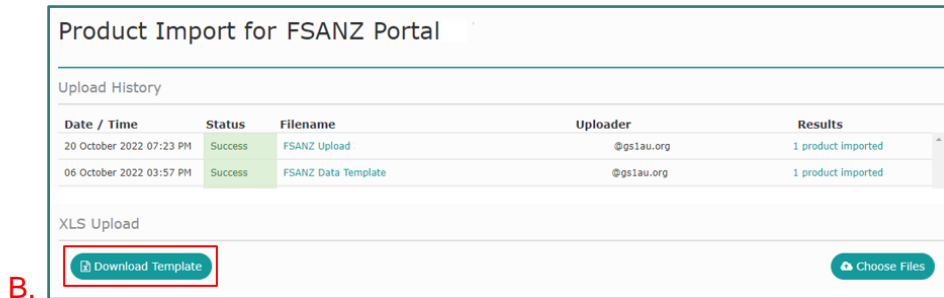 Product Import for FSANZ Portal
Upload History
Date / Time Status Filename Uploader Results
20 October 2022 07:23 PM Success FSANZ Upload @gs1au.org 1 product imported
06 October 2022 03:57 PM Success FSANZ Data Template @gs1au.org 1 product imported
XLS Upload
Download Template Choose Files
B.